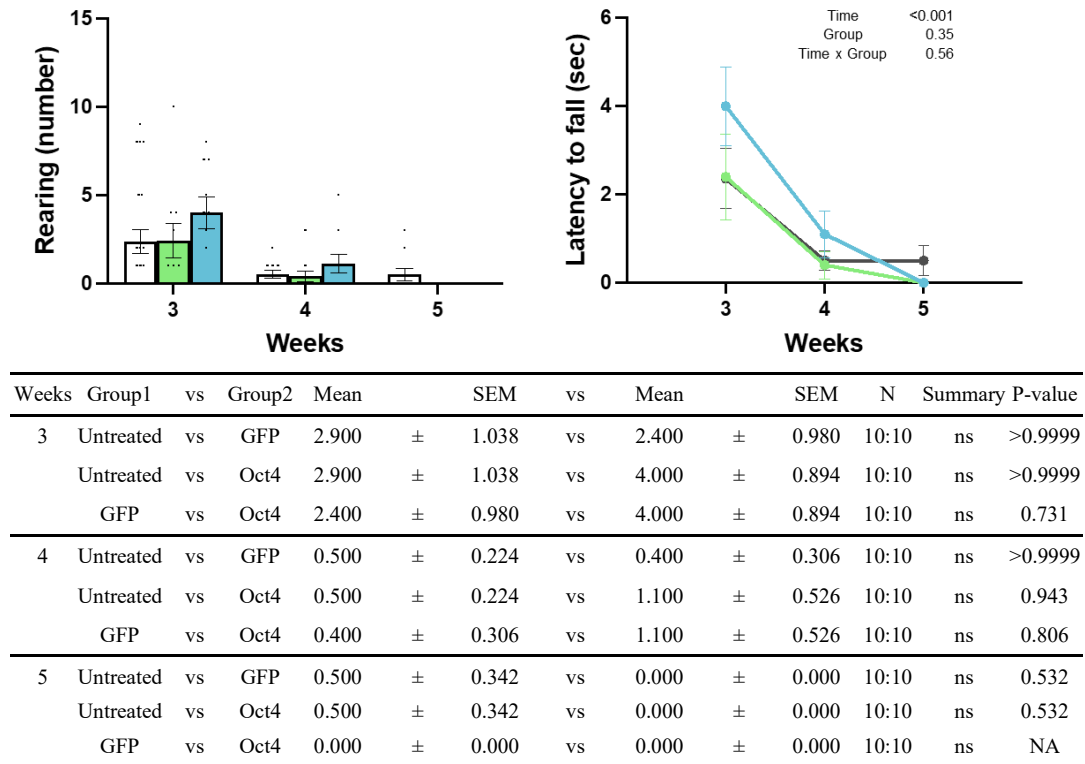 Rearing (number)
15
10
5
0
3 4 5
Weeks
Latency to fall (sec)
6
4
2
0
3 4 5
Weeks
Time <0.001
Group 0.35
Time x Group 0.56
Weeks Group1 vs Group2 Mean SEM vs Mean SEM N Summary P-value
3 Untreated vs GFP 2.900 ± 1.038 vs 2.400 ± 0.980 10:10 ns >0.9999
Untreated vs Oct4 2.900 ± 1.038 vs 4.000 ± 0.894 10:10 ns >0.9999
GFP vs Oct4 2.400 ± 0.980 vs 4.000 ± 0.894 10:10 ns 0.731
4 Untreated vs GFP 0.500 ± 0.224 vs 0.400 ± 0.306 10:10 ns >0.9999
Untreated vs Oct4 0.500 ± 0.224 vs 1.100 ± 0.526 10:10 ns 0.943
GFP vs Oct4 0.400 ± 0.306 vs 1.100 ± 0.526 10:10 ns 0.806
5 Untreated vs GFP 0.500 ± 0.342 vs 0.000 ± 0.000 10:10 ns 0.532
Untreated vs Oct4 0.500 ± 0.342 vs 0.000 ± 0.000 10:10 ns 0.532
GFP vs Oct4 0.000 ± 0.000 vs 0.000 ± 0.000 10:10 ns NA